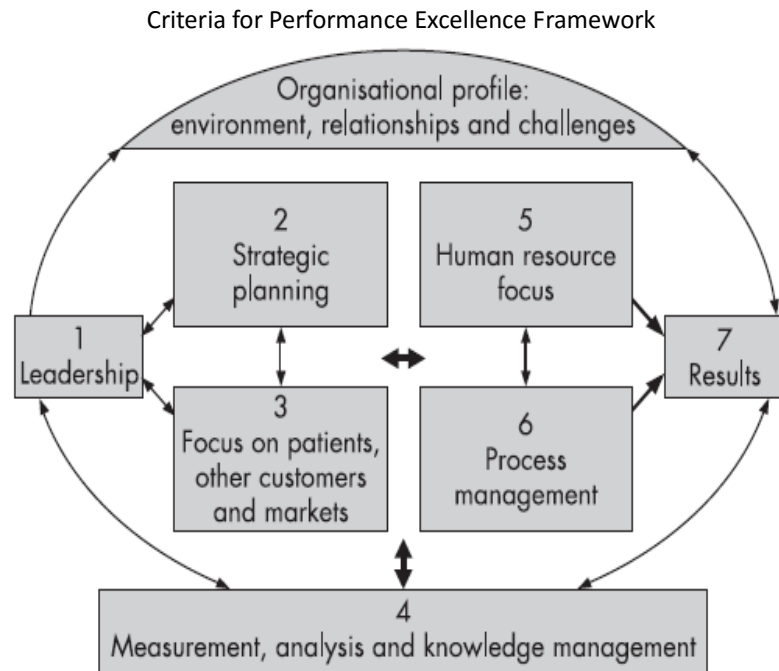 Criteria for Performance Excellence Framework
Organisational profile:
environment, relationships and challenges
2
Strategic
planning
5
Human resource
focus
1
Leadership
7
Results
3
Focus on patients,
other customers
and markets
6
Process
management
4
Measurement, analysis and knowledge management